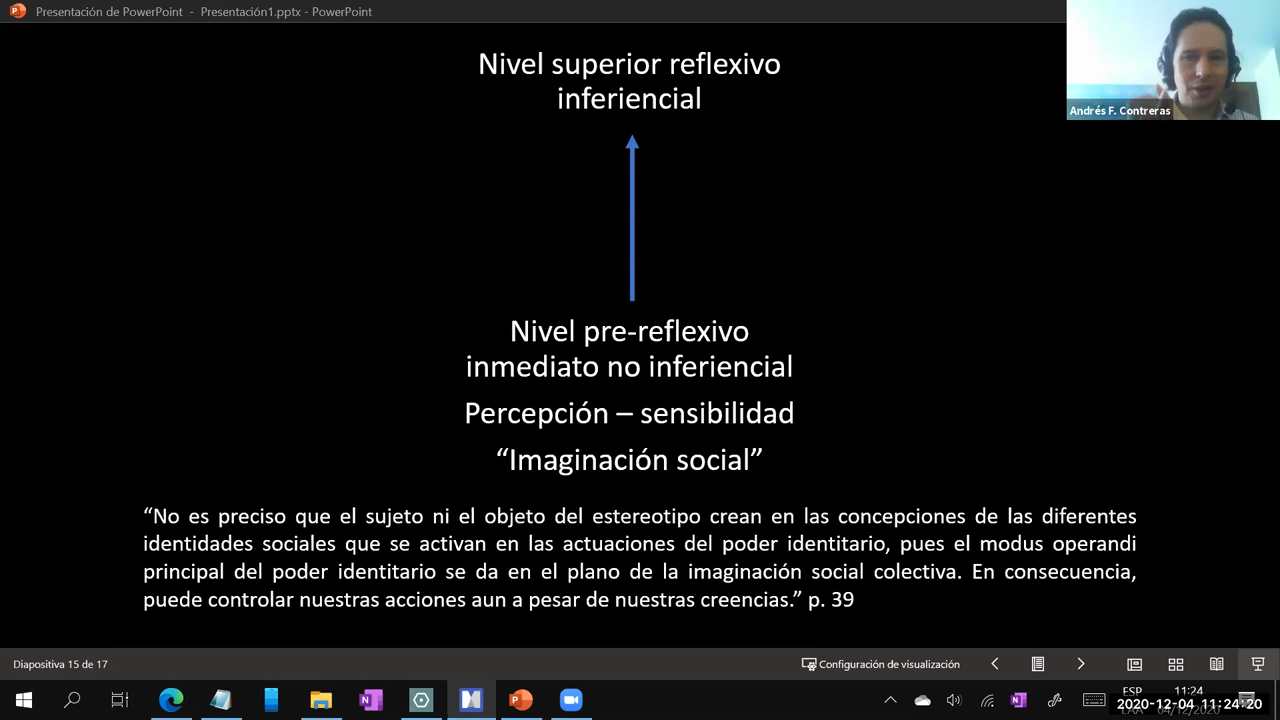 Presentación de PowerPoint - Presentación1.pptx - PowerPoint
Andrés F. Contreras
Nivel superior reflexivo
inferiencial
Nivel pre-reflexivo
inmediato no inferiencial
Percepción – sensibilidad
“Imaginación social”
“No es preciso que el sujeto ni el objeto del estereotipo crean en las concepciones de las diferentes
identidades sociales que se activan en las actuaciones del poder identitario, pues el modus operandi
principal del poder identitario se da en el plano de la imaginación social colectiva. En consecuencia,
puede controlar nuestras acciones aun a pesar de nuestras creencias.” p. 39
Diapositiva 15 de 17
Configuración de visualización
ESP
11:24
2020-12-04 11:24:20
04/12/2020